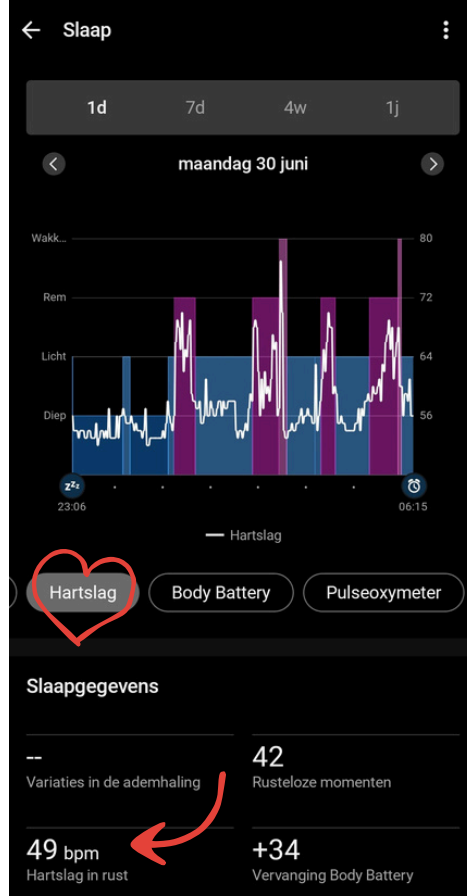 Slaap
1d 7d 4w 1j
maandag 30 juni
Wakk... 80
Rem 72
Licht 64
Diep 56
zzz
23:06 06:15
Hartslag
Hartslag Body Battery Pulseoxymeter
Slaapgegevens
-- 42
Variaties in de ademhaling Rusteloze momenten
49 bpm +34
Hartslag in rust Vervanging Body Battery